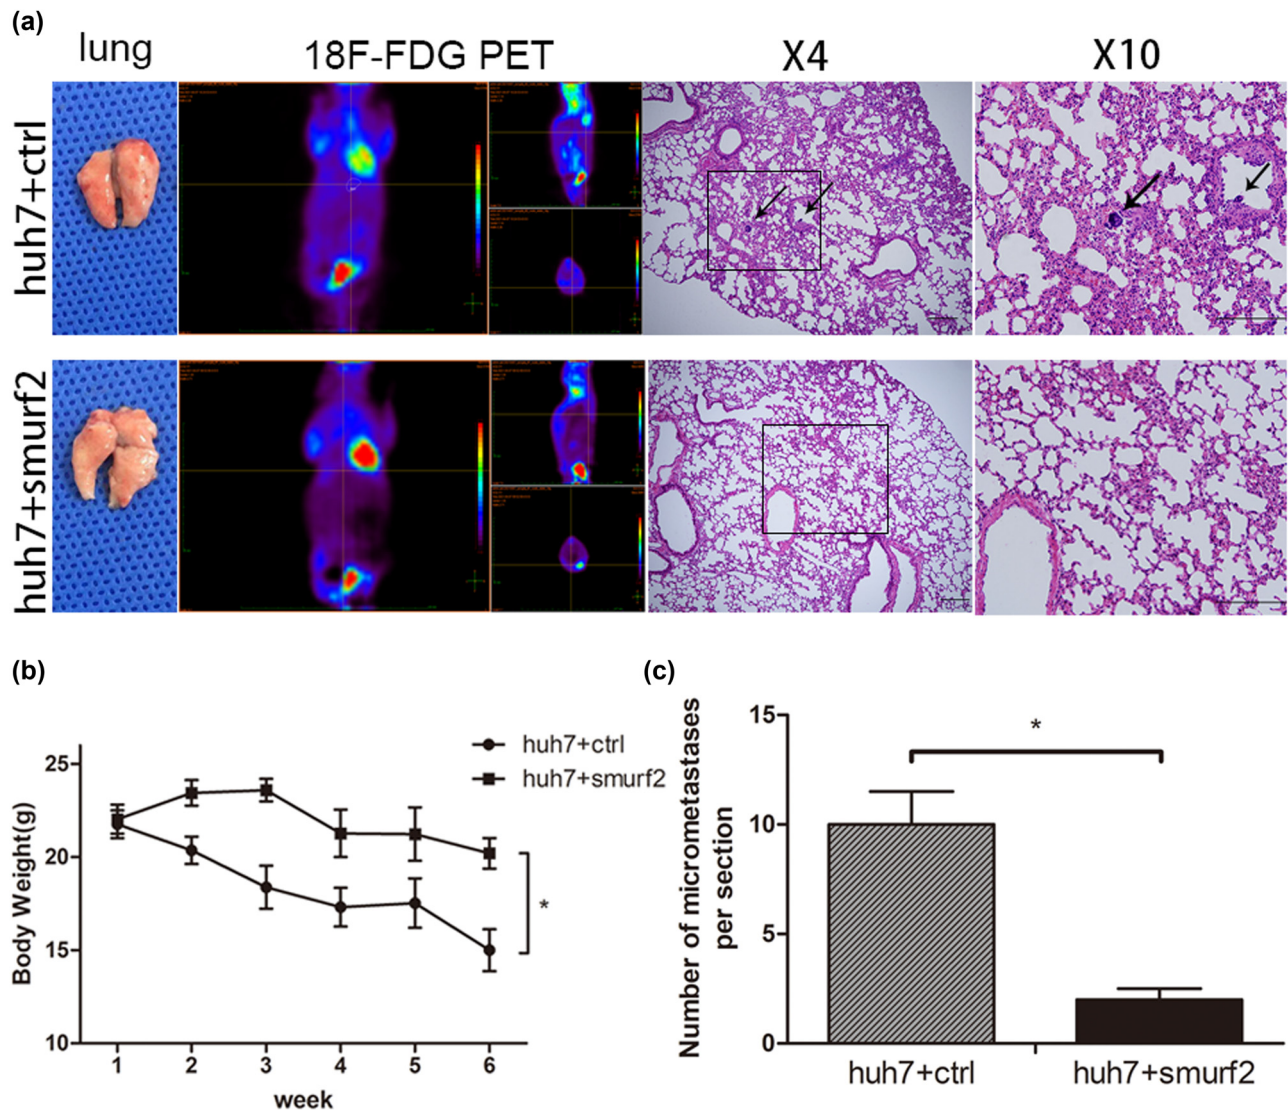 (a)
lung
18F-FDG PET
X4
X10
huh7+ctrl
huh7+smurf2
(b)
huh7+ctrl
huh7+smurf2
25
20
15
10
Body Weight(g)
*
1 2 3 4 5 6
week
(c)
Number of micrometastases
per section
15
10
5
0
*
huh7+ctrl
huh7+smurf2